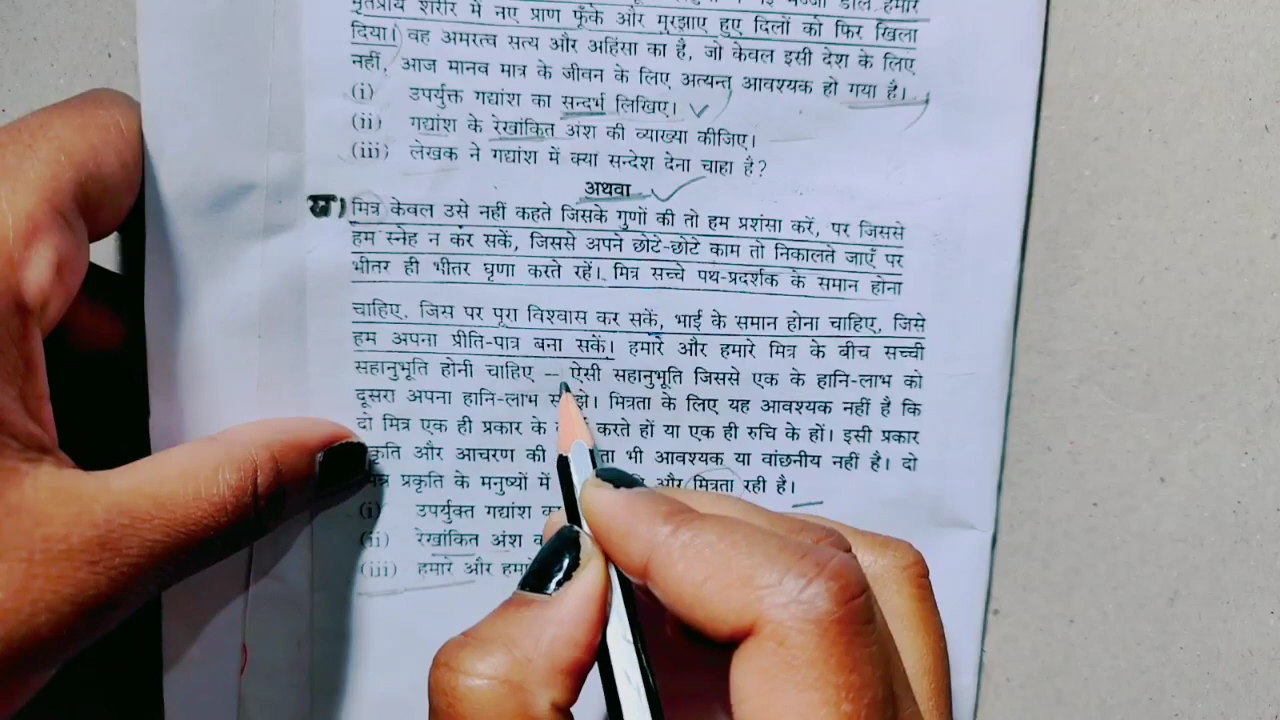 मृतप्राय शरीर में नए प्राण फूँके और मुरझाए हुए दिलों को फिर खिला
दिया। वह अमरत्व सत्य और अहिंसा का है, जो केवल इसी देश के लिए
नहीं, आज मानव मात्र के जीवन के लिए अत्यन्त आवश्यक हो गया है।
(i) उपर्युक्त गद्यांश का सन्दर्भ लिखिए।
(ii) गद्यांश के रेखांकित अंश की व्याख्या कीजिए।
(iii) लेखक ने गद्यांश में क्या सन्देश देना चाहा है?
अथवा
मित्र केवल उसे नहीं कहते जिसके गुणों की तो हम प्रशंसा करें, पर जिससे
हम स्नेह न कर सकें, जिससे अपने छोटे-छोटे काम तो निकालते जाएँ पर
भीतर ही भीतर घृणा करते रहें। मित्र सच्चे पथ-प्रदर्शक के समान होना
चाहिए, जिस पर पूरा विश्वास कर सकें, भाई के समान होना चाहिए, जिसे
हम अपना प्रीति-पात्र बना सकें। हमारे और हमारे मित्र के बीच सच्ची
सहानुभूति होनी चाहिए – ऐसी सहानुभूति जिससे एक के हानि-लाभ को
दूसरा अपना हानि-लाभ समझे। मित्रता के लिए यह आवश्यक नहीं है कि
दो मित्र एक ही प्रकार के करते हों या एक ही रुचि के हों। इसी प्रकार
और आचरण की भी आवश्यक या वांछनीय नहीं है। दो
प्रकृति के मनुष्यों में और मित्रता रही है।
(i) उपर्युक्त गद्यांश
(ii) रेखांकित अंश
(iii) हमारे और